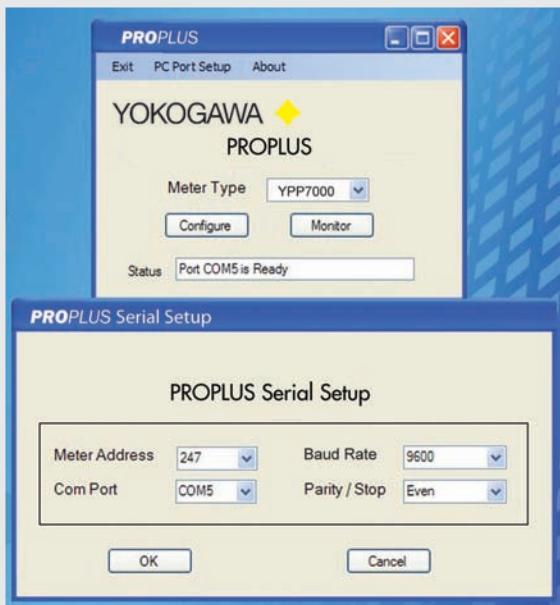 PROPLUS
Exit PC Port Setup About
YOKOGAWA
PROPLUS
Meter Type YPP7000
Configure Monitor
Status Port COM5 is Ready
PROPLUS Serial Setup
PROPLUS Serial Setup
Meter Address 247 Baud Rate 9600
Com Port COM5 Parity / Stop Even
OK Cancel